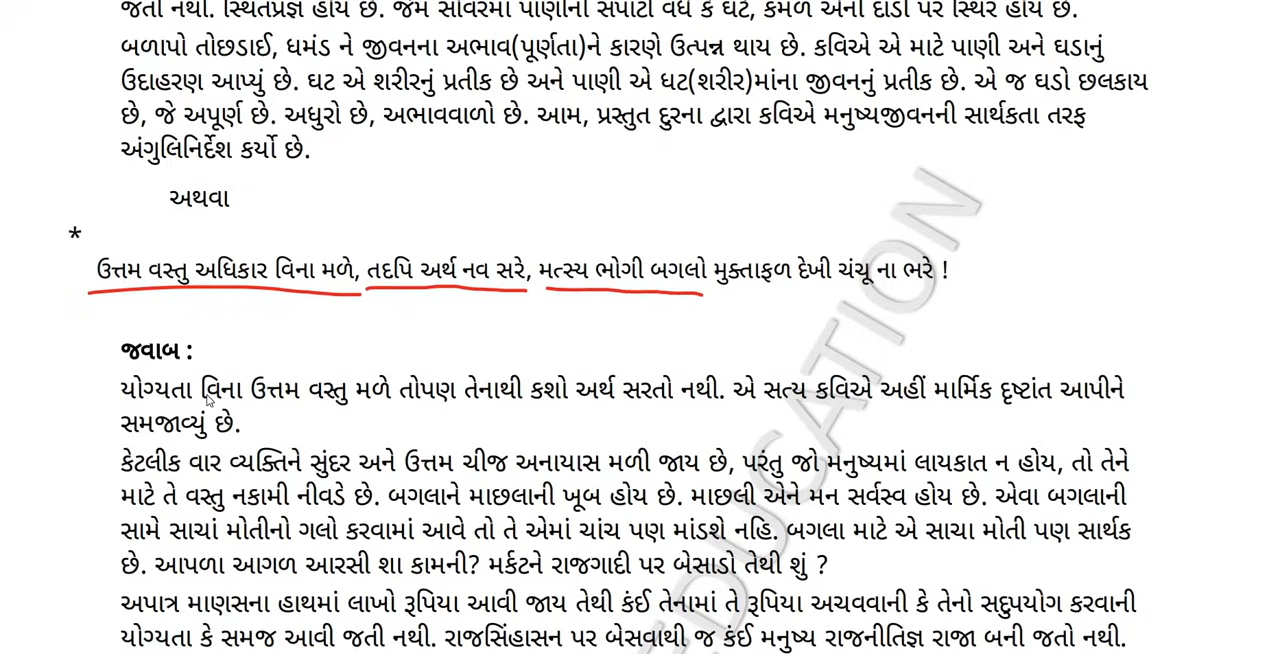 જતી નથી. સ્થિતપ્રજ્ઞ હોય છે. જેમ સરોવરમાં પાણીની સપાટી વધે કે ઘટે, કમળ એની દાંડી પર સ્થિર હોય છે.
બળાપો તોછડાઈ, ધમંડ ને જીવનના અભાવ(પૂર્ણતા)ને કારણે ઉત્પન્ન થાય છે. કવિએ એ માટે પાણી અને ઘડાનું
ઉદાહરણ આપ્યું છે. ઘટ એ શરીરનું પ્રતીક છે અને પાણી એ ધટ(શરીર)માંના જીવનનું પ્રતીક છે. એ જ ઘડો છલકાય
છે, જે અપૂર્ણ છે. અધુરો છે, અભાવવાળો છે. આમ, પ્રસ્તુત દુરના દ્વારા કવિએ મનુષ્યજીવનની સાર્થકતા તરફ
અંગુલિનિર્દેશ કર્યો છે.
અથવા
*
ઉત્તમ વસ્તુ અધિકાર વિના મળે, તદપિ અર્થ નવ સરે, મત્સ્ય ભોગી બગલો મુક્તાફળ દેખી ચંચૂ ના ભરે !
જવાબ :
યોગ્યતા વિના ઉત્તમ વસ્તુ મળે તોપણ તેનાથી કશો અર્થ સરતો નથી. એ સત્ય કવિએ અહીં માર્મિક દૃષ્ટાંત આપીને
સમજાવ્યું છે.
કેટલીક વાર વ્યક્તિને સુંદર અને ઉત્તમ ચીજ અનાયાસ મળી જાય છે, પરંતુ જો મનુષ્યમાં લાયકાત ન હોય, તો તેને
માટે તે વસ્તુ નકામી નીવડે છે. બગલાને માછલાની ખૂબ હોય છે. માછલી એને મન સર્વસ્વ હોય છે. એવા બગલાની
સામે સાચાં મોતીનો ગલો કરવામાં આવે તો તે એમાં ચાંચ પણ માંડશે નહિ. બગલા માટે એ સાચા મોતી પણ સાર્થક
છે. આપળા આગળ આરસી શા કામની? મર્કટને રાજગાદી પર બેસાડો તેથી શું ?
અપાત્ર માણસના હાથમાં લાખો રૂપિયા આવી જાય તેથી કંઈ તેનામાં તે રૂપિયા અચવવાની કે તેનો સદુપયોગ કરવાની
યોગ્યતા કે સમજ આવી જતી નથી. રાજસિંહાસન પર બેસવાથી જ કંઈ મનુષ્ય રાજનીતિજ્ઞ રાજા બની જતો નથી.
EDUCATION